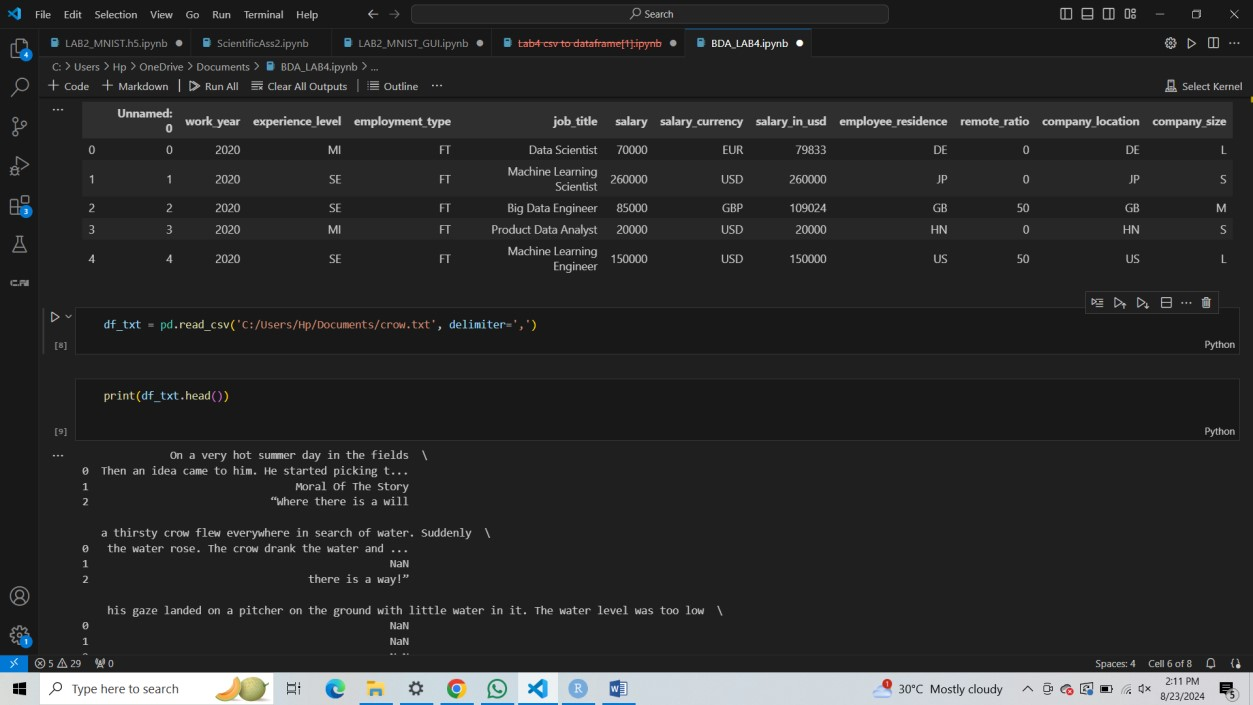 File Edit Selection View Go Run Terminal Help
Search
LAB2_MNIST.h5.ipynb ScientificAss2.ipynb LAB2_MNIST_GUI.ipynb Lab4 csv to dataframe[1].ipynb BDA_LAB4.ipynb
C: > Users > Hp > OneDrive > Documents > BDA_LAB4.ipynb > ...
+ Code + Markdown Run All Clear All Outputs Outline ... Select Kernel
Unnamed: 0 work_year experience_level employment_type job_title salary salary_currency salary_in_usd employee_residence remote_ratio company_location company_size
0 0 2020 MI FT Data Scientist 70000 EUR 79833 DE 0 DE L
1 1 2020 SE FT Machine Learning Scientist 260000 USD 260000 JP 0 JP S
2 2 2020 SE FT Big Data Engineer 85000 GBP 109024 GB 50 GB M
3 3 2020 MI FT Product Data Analyst 20000 USD 20000 HN 0 HN S
4 4 2020 SE FT Machine Learning Engineer 150000 USD 150000 US 50 US L
df_txt = pd.read_csv('C:/Users/Hp/Documents/crow.txt', delimiter=',')
[8] Python
print(df_txt.head())
[9] Python
On a very hot summer day in the fields \
0 Then an idea came to him. He started picking t...
1 Moral Of The Story
2 “Where there is a will
a thirsty crow flew everywhere in search of water. Suddenly \
0 the water rose. The crow drank the water and ...
1 NaN
2 there is a way!”
his gaze landed on a pitcher on the ground with little water in it. The water level was too low \
0 NaN
1 NaN
4
3
1
5 29 0 Spaces: 4 Cell 6 of 8
Type here to search 30°C Mostly cloudy 2:11 PM
8/23/2024
5